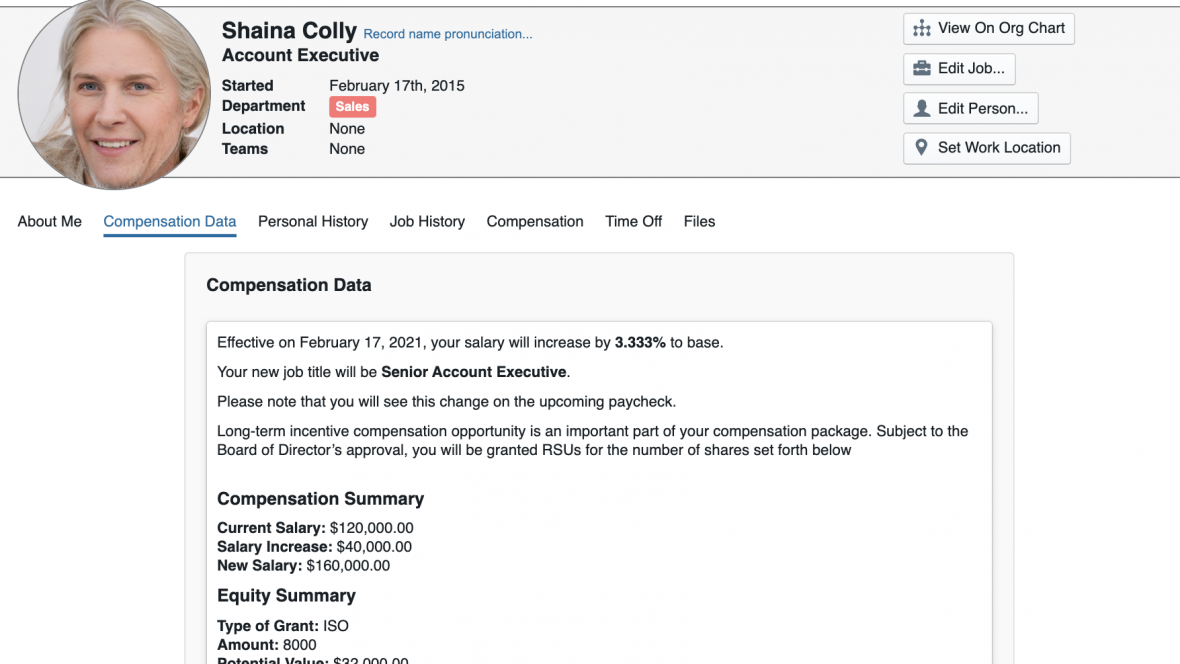 Shaina Colly Record name pronunciation...
Account Executive
Started February 17th, 2015
Department Sales
Location None
Teams None
View On Org Chart
Edit Job...
Edit Person...
Set Work Location
About Me Compensation Data Personal History Job History Compensation Time Off Files
Compensation Data
Effective on February 17, 2021, your salary will increase by 3.333% to base.
Your new job title will be Senior Account Executive.
Please note that you will see this change on the upcoming paycheck.
Long-term incentive compensation opportunity is an important part of your compensation package. Subject to the
Board of Director’s approval, you will be granted RSUs for the number of shares set forth below
Compensation Summary
Current Salary: $120,000.00
Salary Increase: $40,000.00
New Salary: $160,000.00
Equity Summary
Type of Grant: ISO
Amount: 8000
Potential Value: $32,000.00